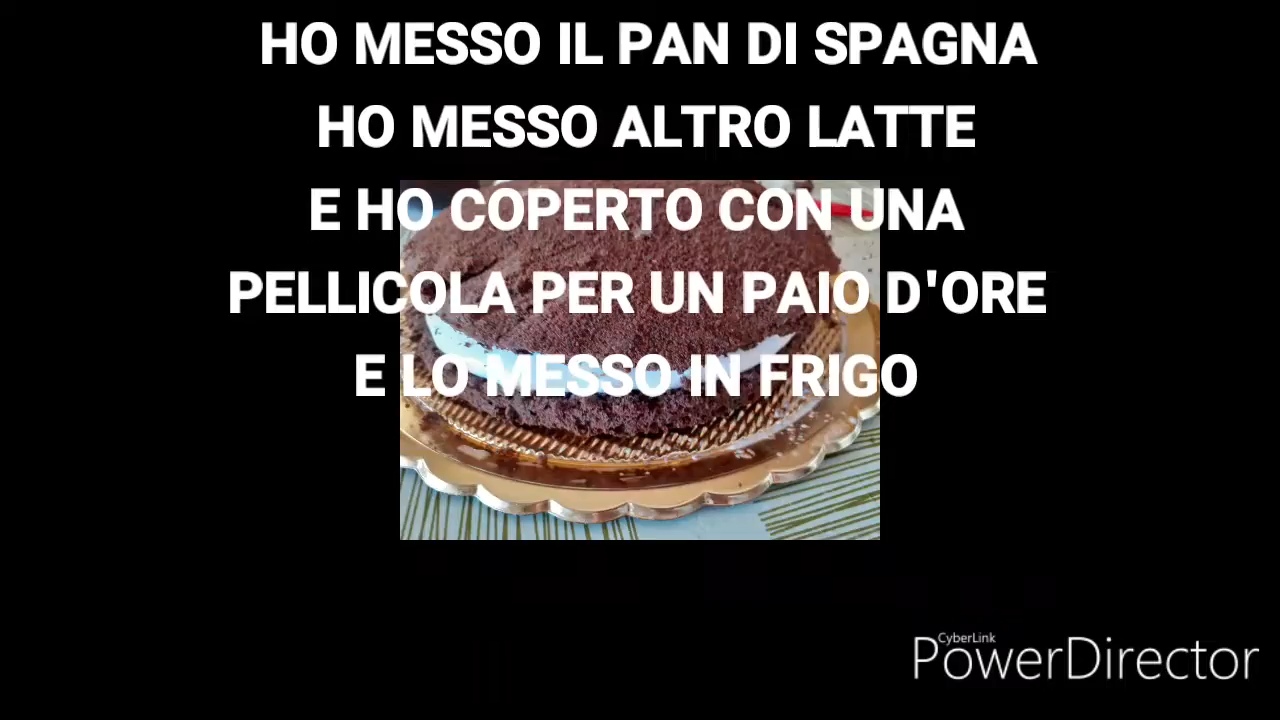 HO MESSO IL PAN DI SPAGNA
HO MESSO ALTRO LATTE
E HO COPERTO CON UNA
PELLICOLA PER UN PAIO D'ORE
E LO MESSO IN FRIGO
CyberLink
PowerDirector